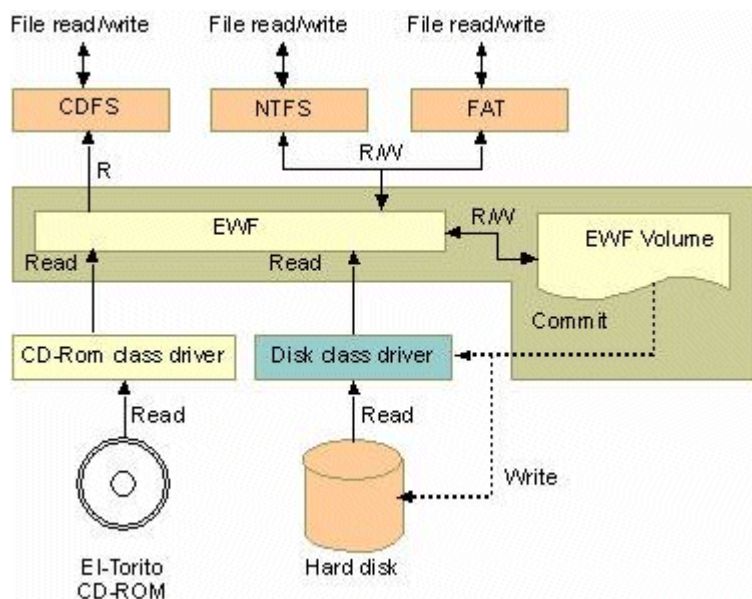 File read/write
File read/write
File read/write
CDFS
NTFS
FAT
R/W
R
EWF
R/W
EWF Volume
Read
Read
Commit
CD-Rom class driver
Disk class driver
Read
Read
Write
El-Torito
CD-ROM
Hard disk